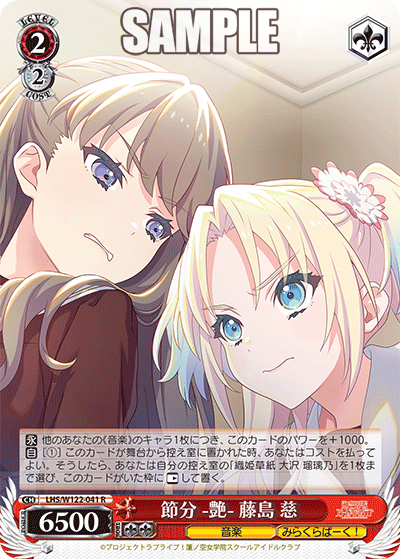 LEVEL
2
SAMPLE
2
COST
永 他のあなたの《音楽》のキャラ1枚につき、このカードのパワーを+1000。
自 [①] このカードが舞台から控え室に置かれた時、あなたはコストを払ってよい。そうしたら、あなたは自分の控え室の「織姫草紙 大沢 瑠璃乃」を1枚まで選び、このカードがいた枠に置く。
CH LHS/W122-041 R
6500
節分 -艶- 藤島 慈
音楽
みらくらぱーく!
©プロジェクトラブライブ!蓮ノ空女学院スクールアイドルクラブ